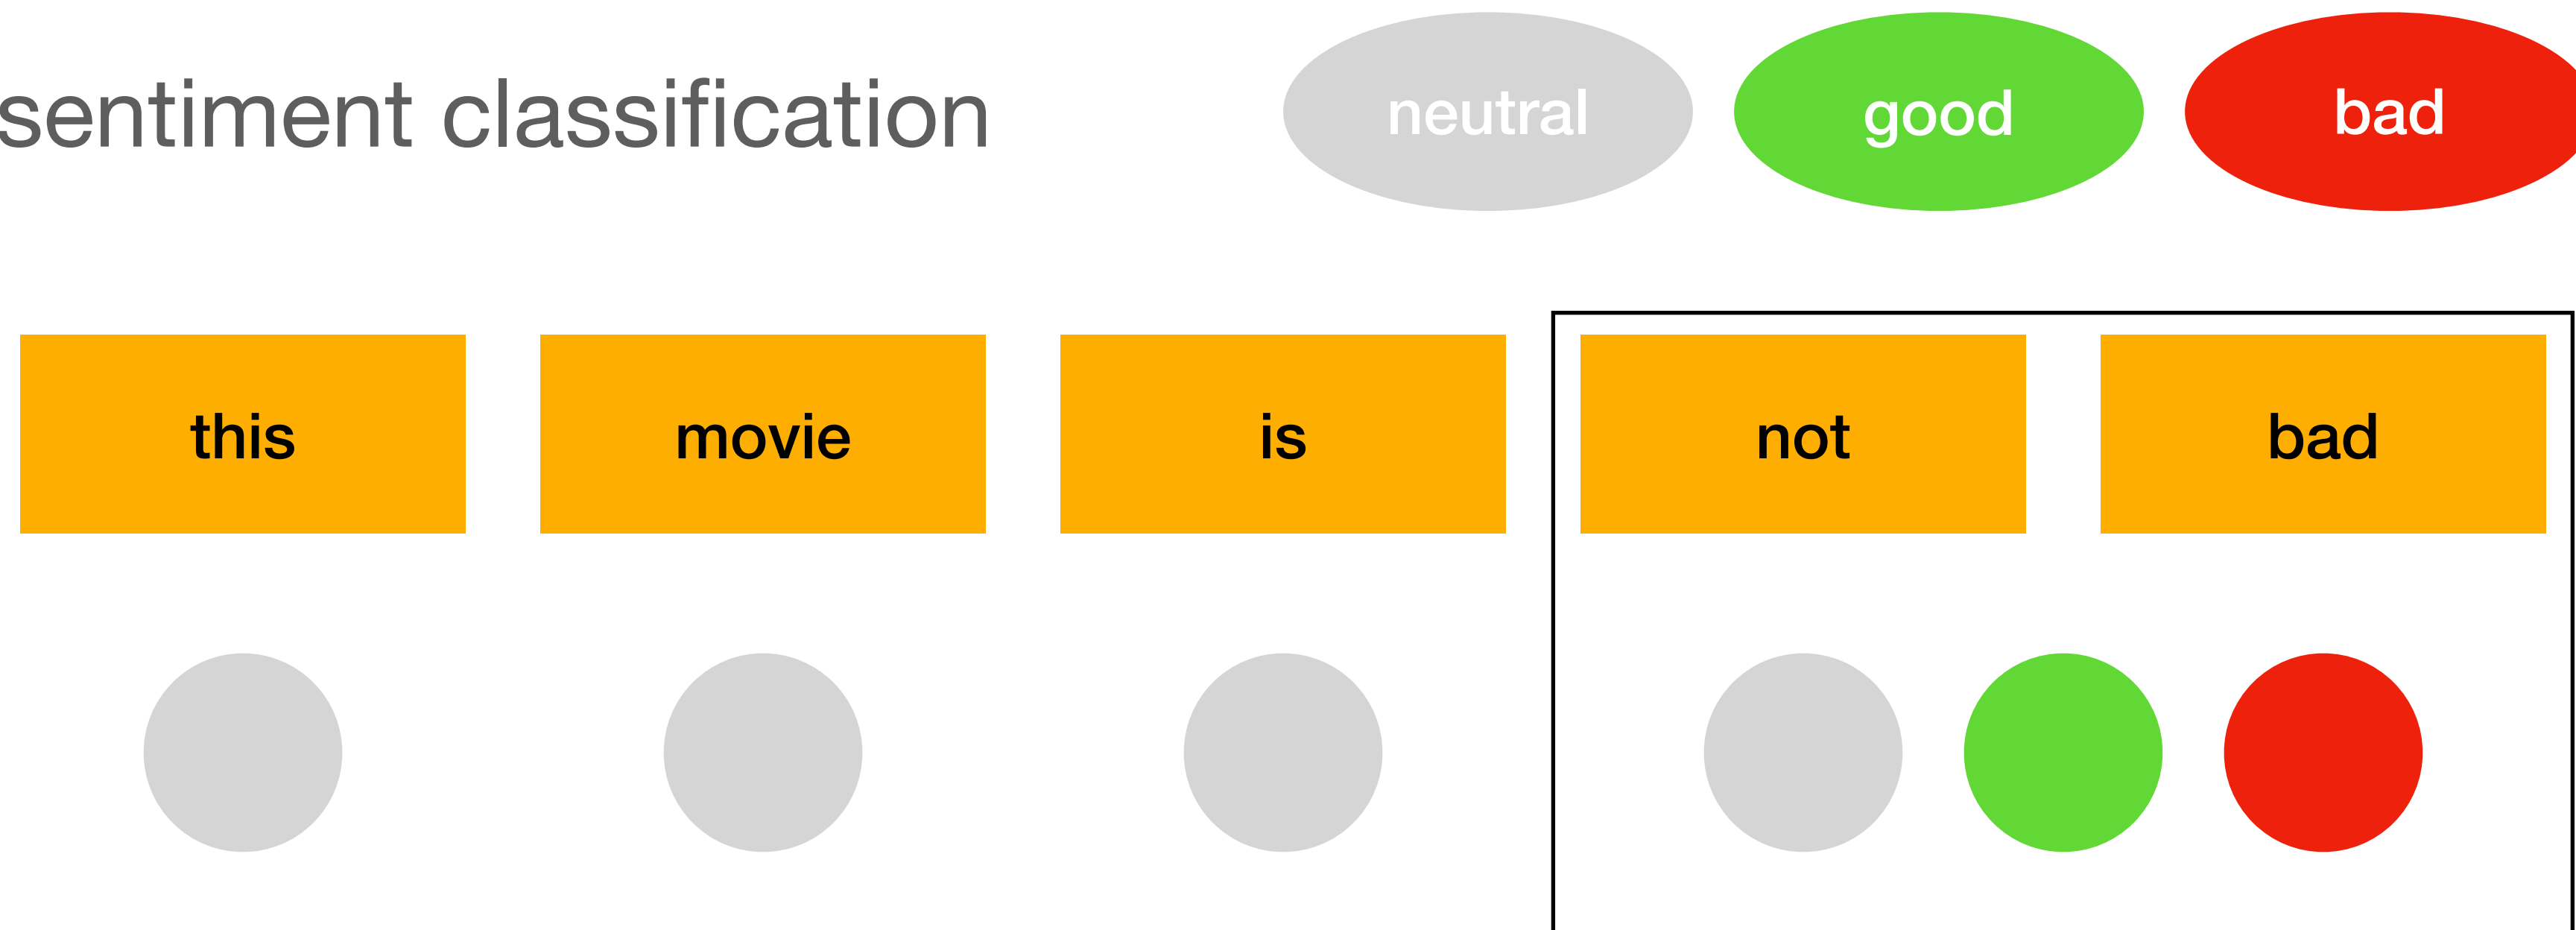 sentiment classification
neutral
good
bad
this
movie
is
not
bad